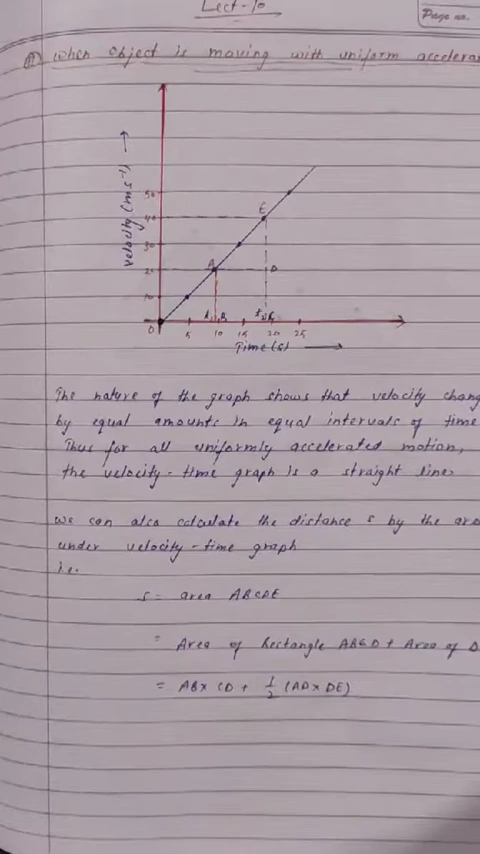 Lect-10
Page no.
(II) When object is moving with uniform accelera
Velocity (ms⁻¹) →
50
40
30
20
10
0
E
A
D
t₁ B
t₂ C
5 10 15 20 25
Time(s) →
The nature of the graph shows that velocity chang
by equal amounts in equal intervals of time
Thus for all uniformly accelerated motion,
the velocity-time graph is a straight line.
We can also calculate the distance s by the are
under velocity-time graph
i.e.
s = area ABCDE
= Area of Rectangle ABCD + Area of
= AB × CD + 1/2 (AD × DE)